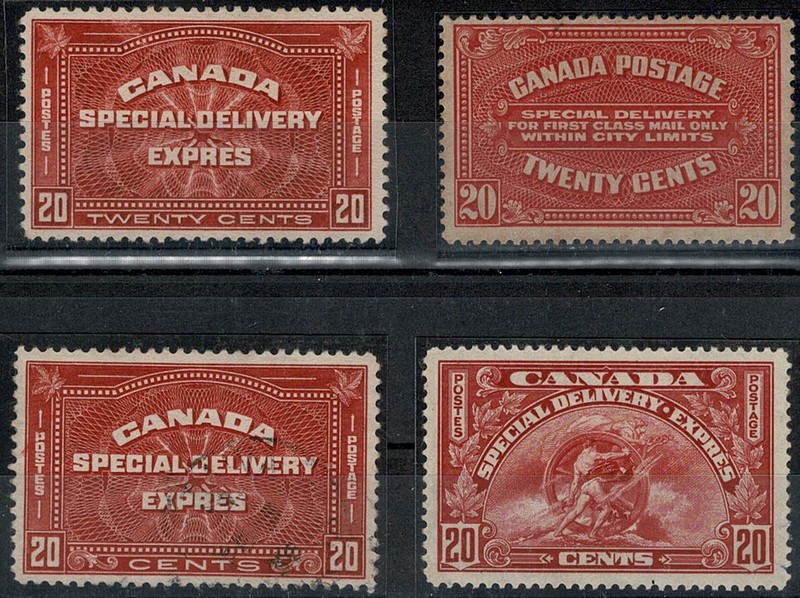 CANADA
SPECIAL DELIVERY
EXPRES
POSTES
POSTAGE
20 TWENTY CENTS 20
CANADA POSTAGE
SPECIAL DELIVERY
FOR FIRST CLASS MAIL ONLY
WITHIN CITY LIMITS
TWENTY CENTS
20 20
CANADA
SPECIAL DELIVERY
EXPRES
POSTES
POSTAGE
20 CENTS 20
CANADA
SPECIAL DELIVERY · EXPRES
POSTES
POSTAGE
20 CENTS 20